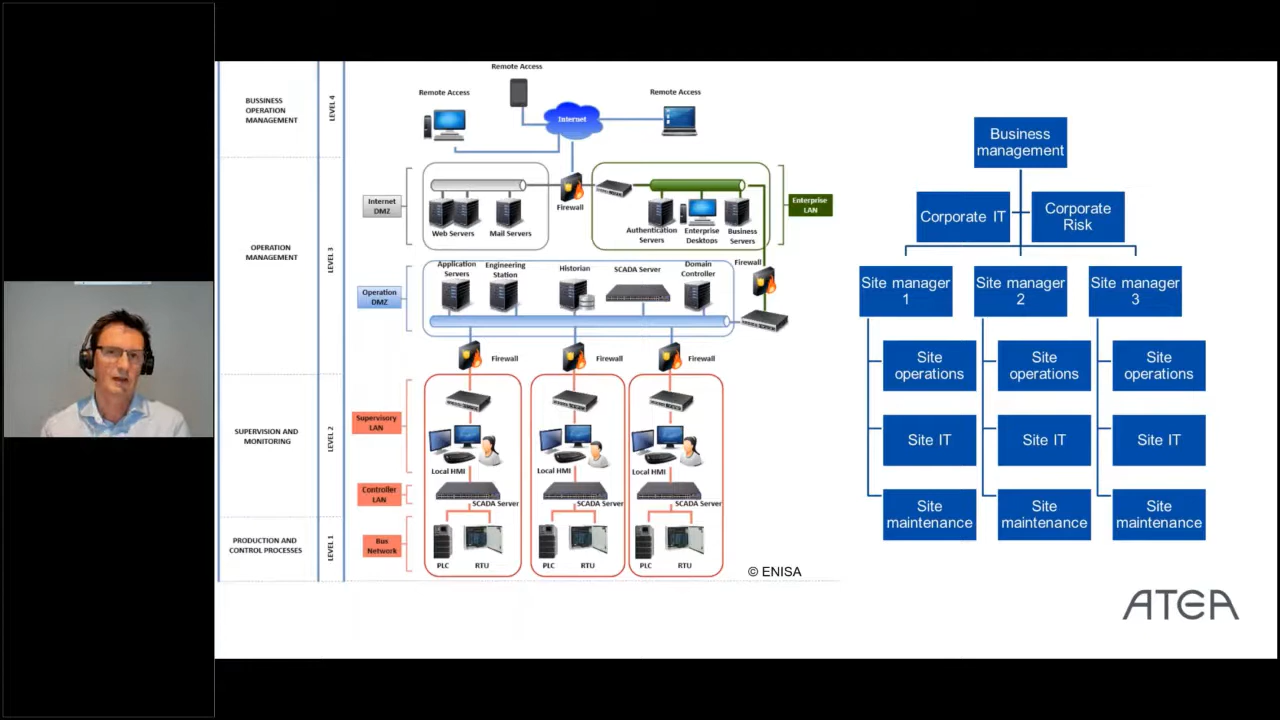 BUSSINESS
OPERATION
MANAGEMENT
LEVEL 4
Remote Access
Remote Access
Remote Access
Internet
OPERATION
MANAGEMENT
LEVEL 3
Internet
DMZ
Web Servers
Mail Servers
Firewall
Authentication
Servers
Enterprise
Desktops
Business
Servers
Enterprise
LAN
Firewall
Operation
DMZ
Application
Servers
Engineering
Station
Historian
SCADA Server
Domain
Controller
Firewall
Firewall
Firewall
SUPERVISION AND
MONITORING
LEVEL 2
Supervisory
LAN
Local HMI
Local HMI
Local HMI
Controller
LAN
SCADA Server
SCADA Server
SCADA Server
PRODUCTION AND
CONTROL PROCESSES
LEVEL 1
Bus
Network
PLC
RTU
PLC
RTU
PLC
RTU
© ENISA
Business
management
Corporate IT
Corporate
Risk
Site manager
1
Site manager
2
Site manager
3
Site
operations
Site
operations
Site
operations
Site IT
Site IT
Site IT
Site
maintenance
Site
maintenance
Site
maintenance
ATEA